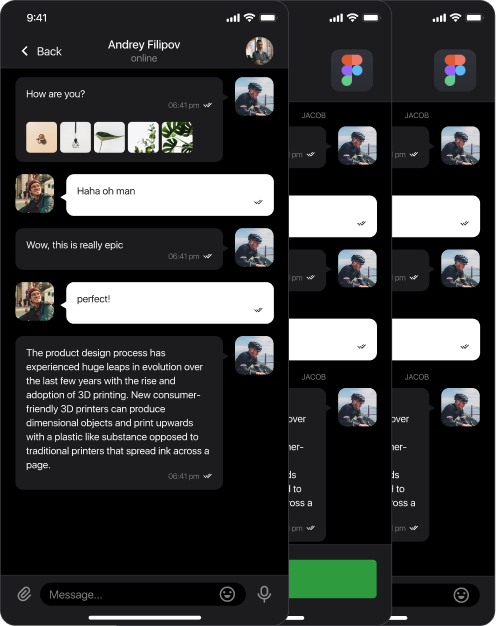 9:41
Back
Andrey Filipov
online
How are you?
06:41 pm
Haha oh man
Wow, this is really epic
06:41 pm
perfect!
The product design process has
experienced huge leaps in evolution over
the last few years with the rise and
adoption of 3D printing. New consumer-
friendly 3D printers can produce
dimensional objects and print upwards
with a plastic like substance opposed to
traditional printers that spread ink across a
page.
06:41 pm
Message...
JACOB
pm
pm
JACOB
over
mer-
ds
d to
oss a
pm
JACOB
pm
pm
JACOB
over
mer-
ds
d to
oss a
pm